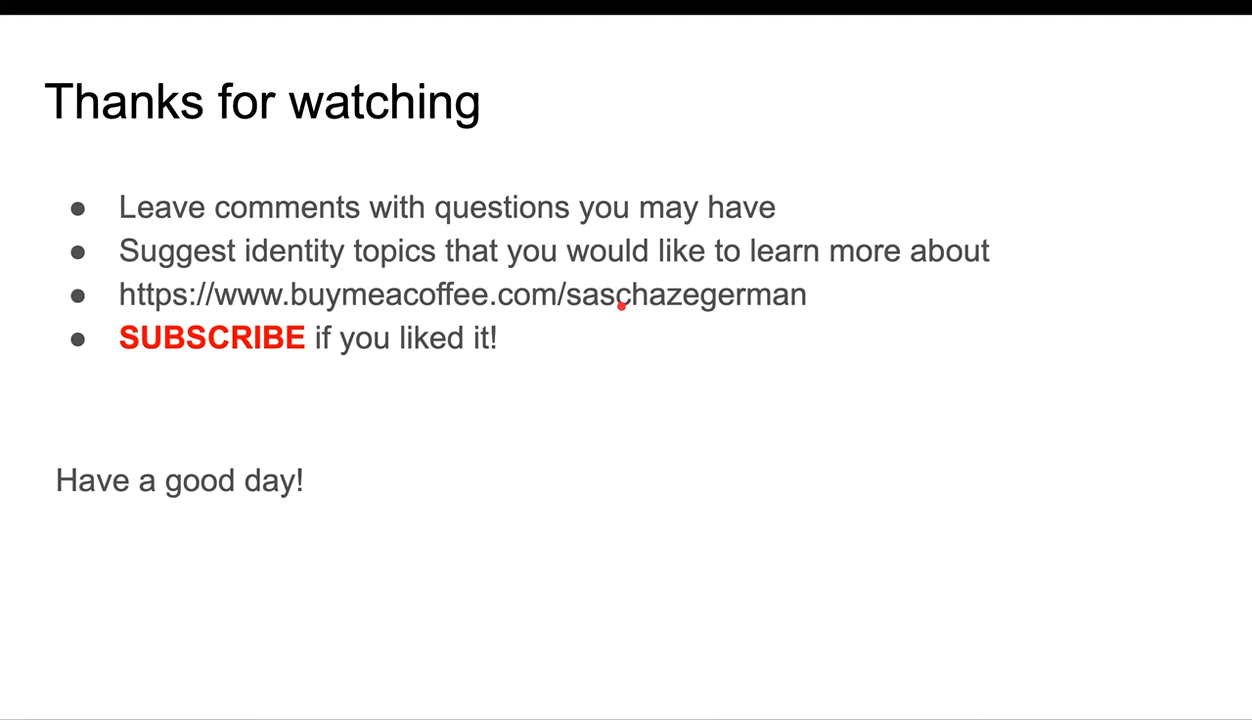 Thanks for watching
● Leave comments with questions you may have
● Suggest identity topics that you would like to learn more about
● https://www.buymeacoffee.com/saschazegerman
● SUBSCRIBE if you liked it!
Have a good day!